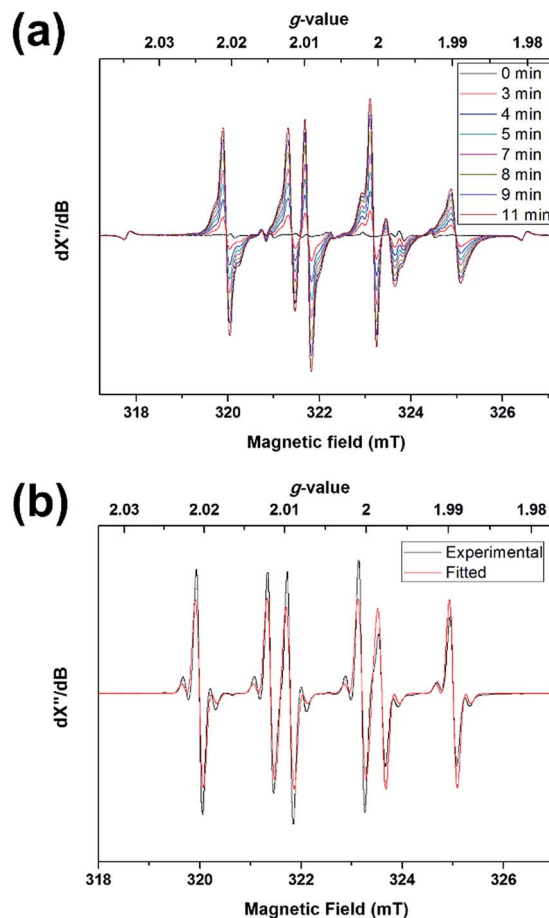 (a)
g-value
2.03 2.02 2.01 2 1.99 1.98
0 min
3 min
4 min
5 min
7 min
8 min
9 min
11 min
dX"/dB
318 320 322 324 326
Magnetic field (mT)
(b)
g-value
2.03 2.02 2.01 2 1.99 1.98
Experimental
Fitted
dX"/dB
318 320 322 324 326
Magnetic Field (mT)